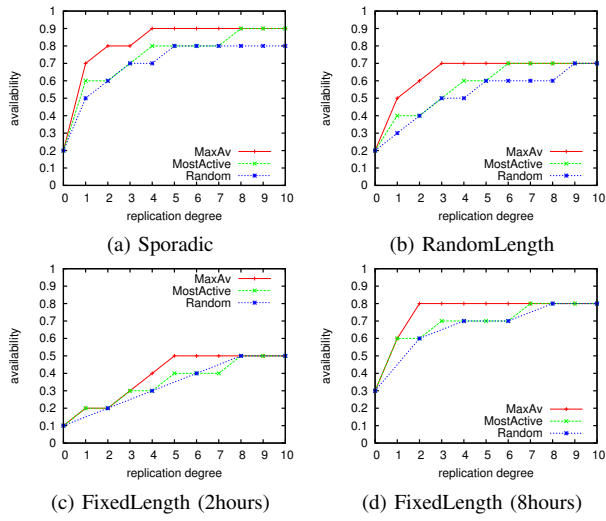 1
0.9
0.8
0.7
0.6
0.5
0.4
0.3
0.2
0.1
0
availability
MaxAv
MostActive
Random
0 1 2 3 4 5 6 7 8 9 10
replication degree
(a) Sporadic
1
0.9
0.8
0.7
0.6
0.5
0.4
0.3
0.2
0.1
0
availability
MaxAv
MostActive
Random
0 1 2 3 4 5 6 7 8 9 10
replication degree
(b) RandomLength
1
0.9
0.8
0.7
0.6
0.5
0.4
0.3
0.2
0.1
0
availability
MaxAv
MostActive
Random
0 1 2 3 4 5 6 7 8 9 10
replication degree
(c) FixedLength (2hours)
1
0.9
0.8
0.7
0.6
0.5
0.4
0.3
0.2
0.1
0
availability
MaxAv
MostActive
Random
0 1 2 3 4 5 6 7 8 9 10
replication degree
(d) FixedLength (8hours)